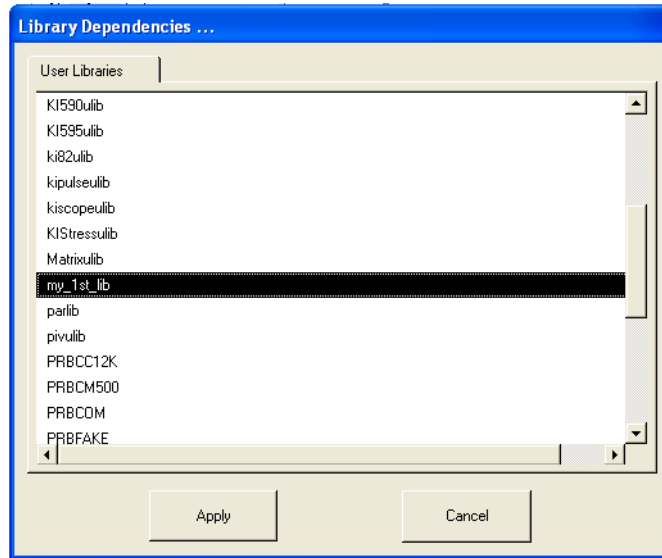 Library Dependencies ...
User Libraries
KI590ulib
KI595ulib
ki82ulib
kipulseulib
kiscopeulib
KIStressulib
Matrixulib
my_1st_lib
parlib
pivulib
PRBCC12K
PRBCM500
PRBCOM
PRBFAKE
Apply Cancel